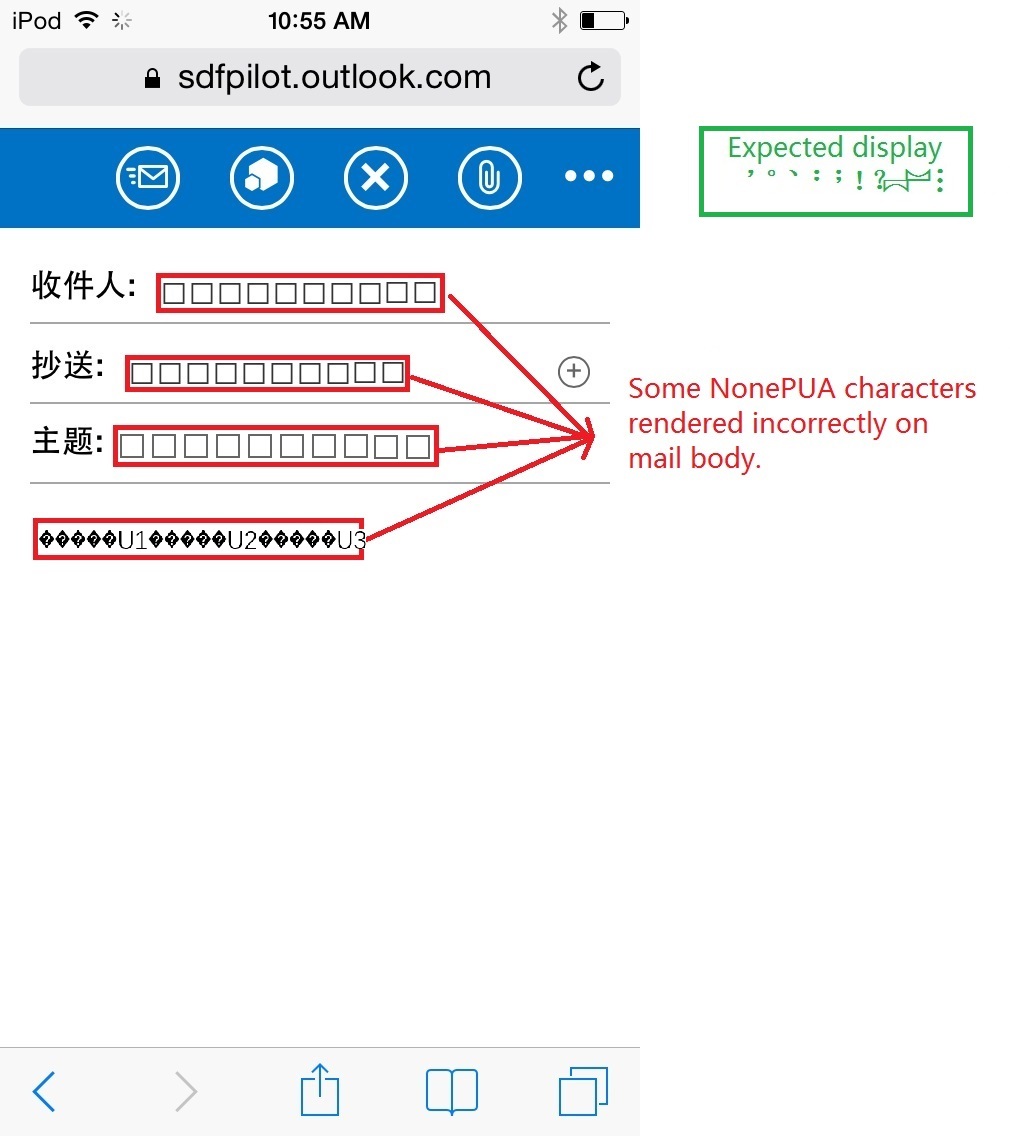 iPod 10:55 AM
sdfpilot.outlook.com
Expected display
︐︒︑︓︔︕︖︗︘︙
收件人: □□□□□□□□□□
抄送: □□□□□□□□□□
Some NonePUA characters
rendered incorrectly on
mail body.
主题: □□□□□□□□□□
�����U1�����U2�����U3